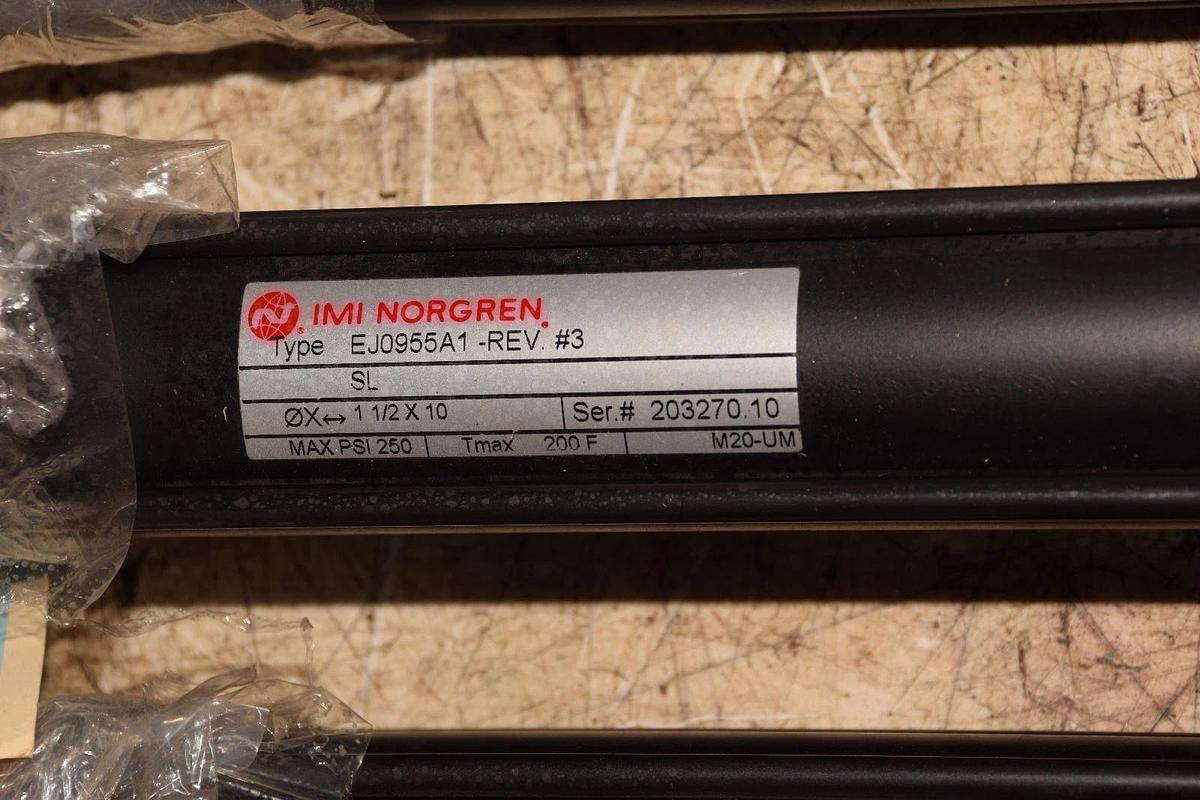 IMI NORGREN®
Type EJ0955A1 -REV. #3
SL
ØX↔ 1 1/2 X 10 Ser.# 203270.10
MAX PSI 250 Tmax 200 F M20-UM